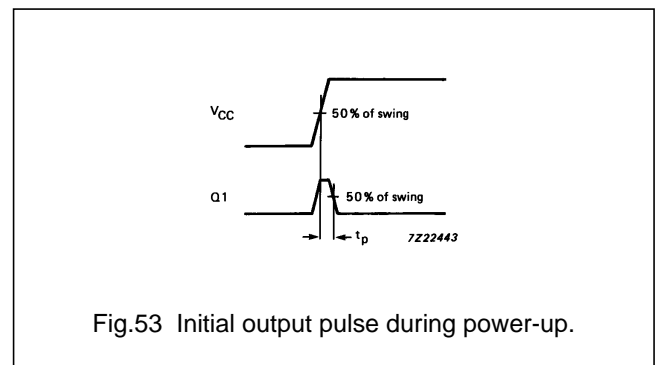 VCC
50% of swing
Q1
50% of swing
tp
7Z22443
Fig.53 Initial output pulse during power-up.